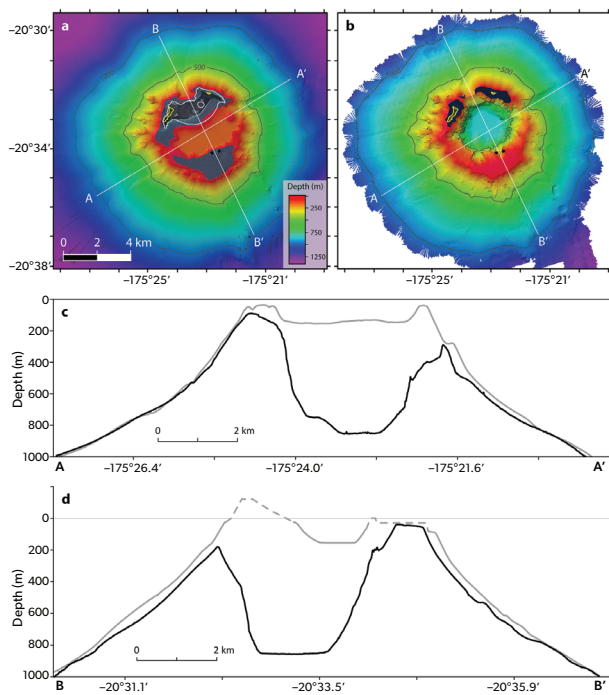 a
b
−20°30′
−20°34′
−20°38′
B
A′
A
B′
500
Depth (m)
250
750
1250
0 2 4 km
−175°25′
−175°21′
B
A′
A
B′
500
−175°25′
−175°21′
c
0
200
400
600
800
1000
Depth (m)
0 2 km
A
−175°26.4′
−175°24.0′
−175°21.6′
A′
d
0
200
400
600
800
1000
Depth (m)
0 2 km
B
−20°31.1′
−20°33.5′
−20°35.9′
B′